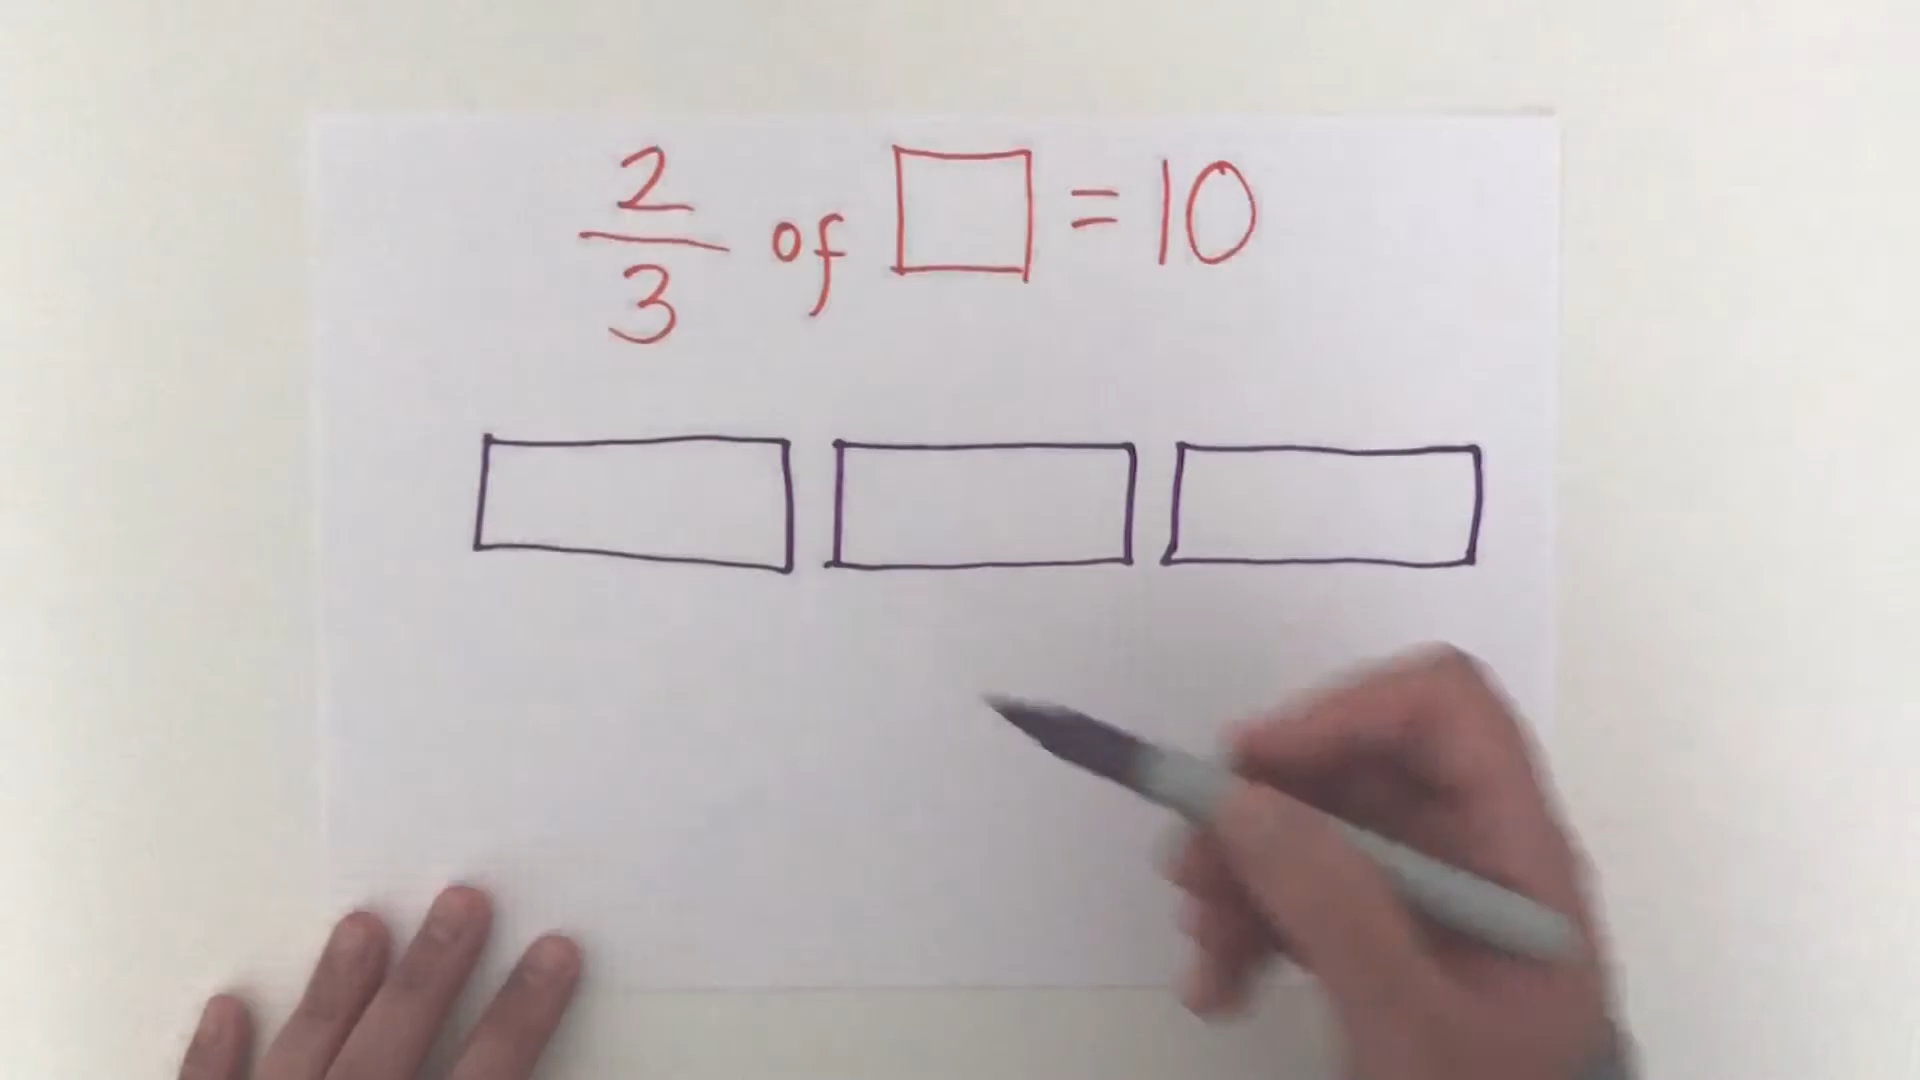 2/3 of □ = 10